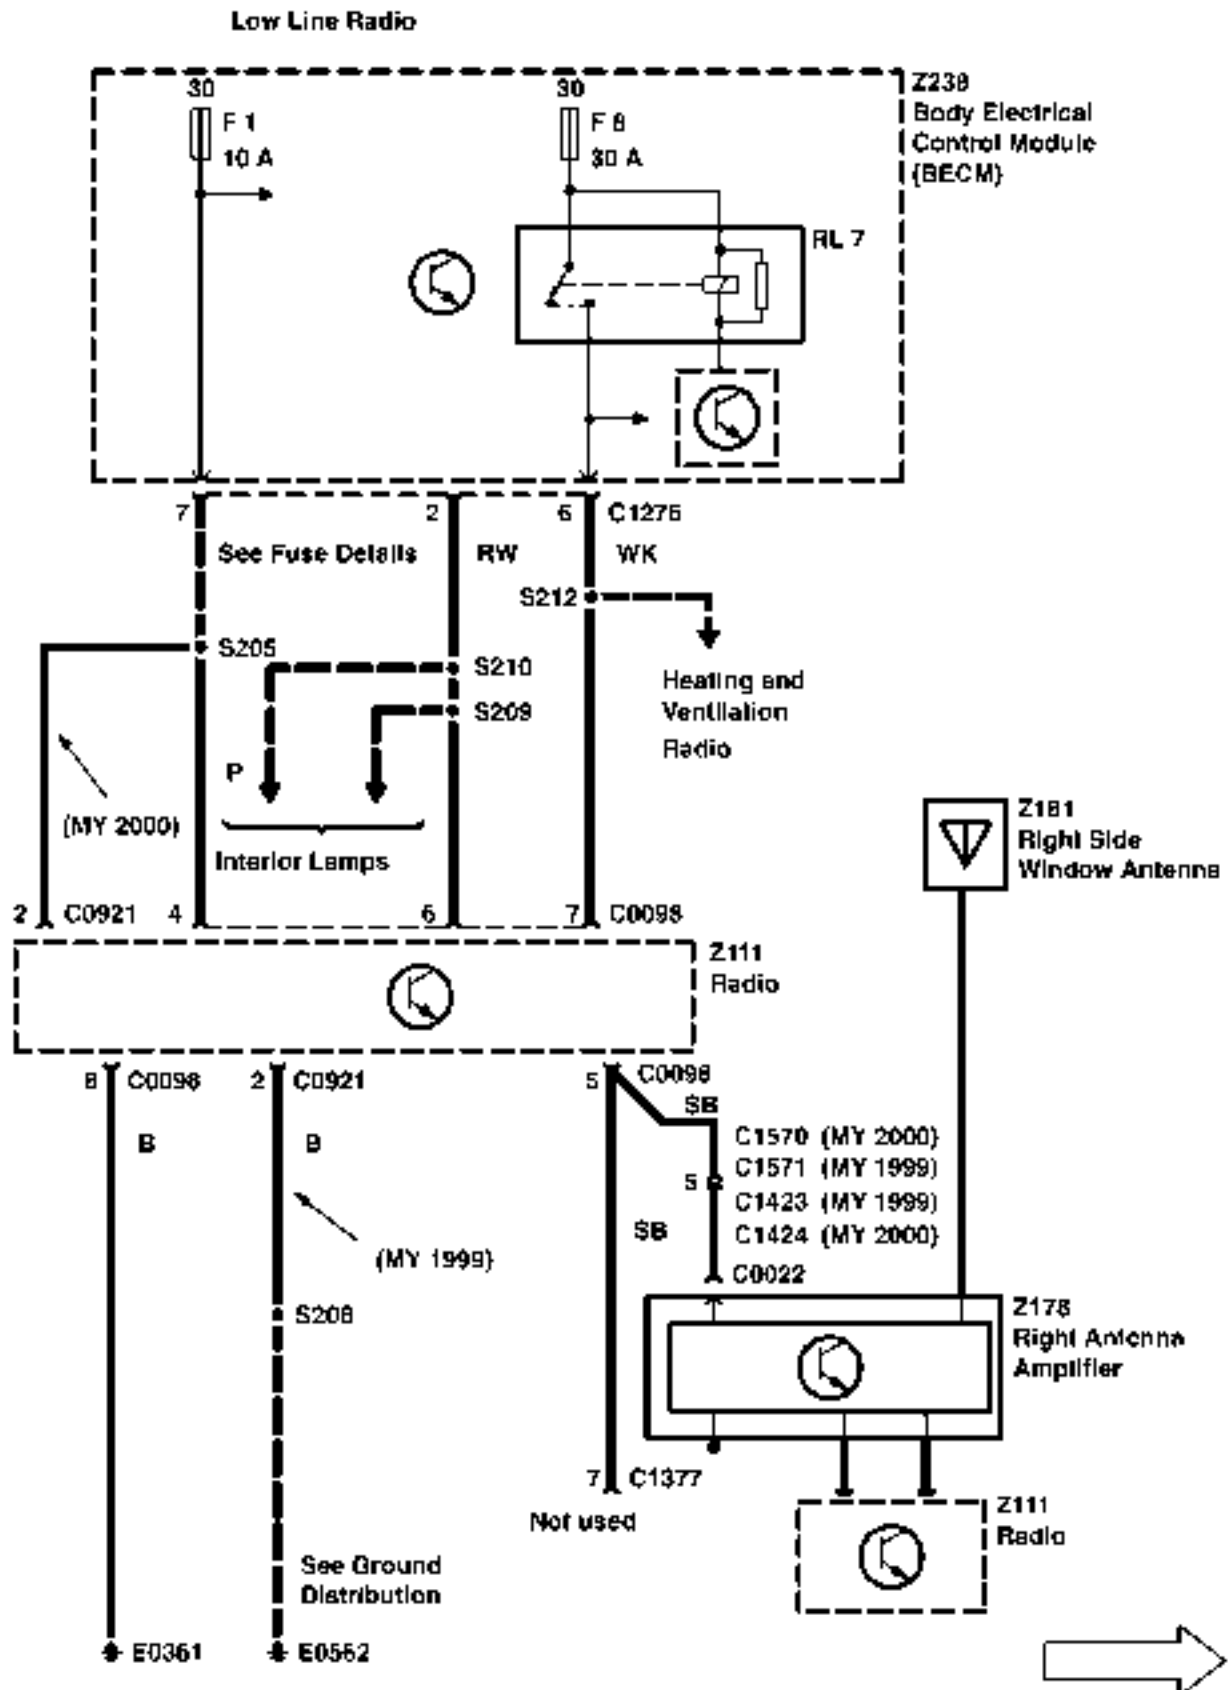 Low Line Radio
30
30
Z238
Body Electrical
Control Module
(BECM)
F 1
10 A
F 8
30 A
RL 7
7
2
6
C1276
See Fuse Details
RW
WK
S212
S205
S210
S209
Heating and
Ventilation
Radio
P
(MY 2000)
Interior Lamps
Z181
Right Side
Window Antenna
2
C0921
4
6
7
C0098
Z111
Radio
8
C0098
2
C0921
5
C0098
SB
B
B
C1570 (MY 2000)
C1571 (MY 1999)
5
C1423 (MY 1999)
C1424 (MY 2000)
SB
(MY 1999)
C0022
S208
Z178
Right Antenna
Amplifier
7
C1377
Not used
Z111
Radio
See Ground
Distribution
E0361
E0562